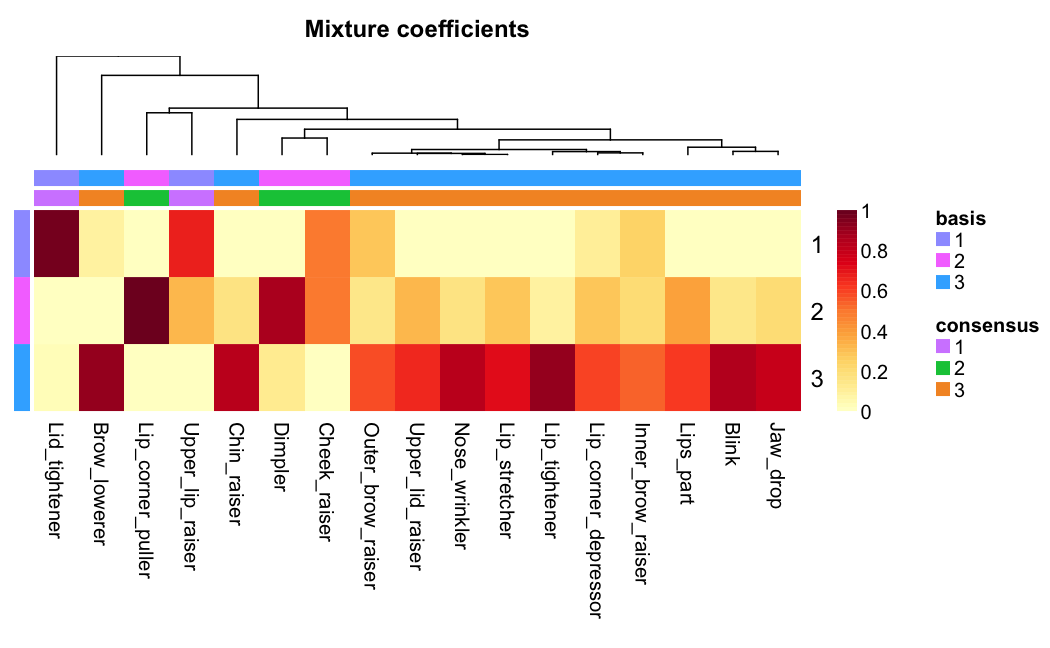 Mixture coefficients
1
2
3
1
0.8
0.6
0.4
0.2
0
basis
1
2
3
consensus
1
2
3
Lid_tightener
Brow_lowerer
Lip_corner_puller
Upper_lip_raiser
Chin_raiser
Dimpler
Cheek_raiser
Outer_brow_raiser
Upper_lid_raiser
Nose_wrinkler
Lip_stretcher
Lip_tightener
Lip_corner_depressor
Inner_brow_raiser
Lips_part
Blink
Jaw_drop